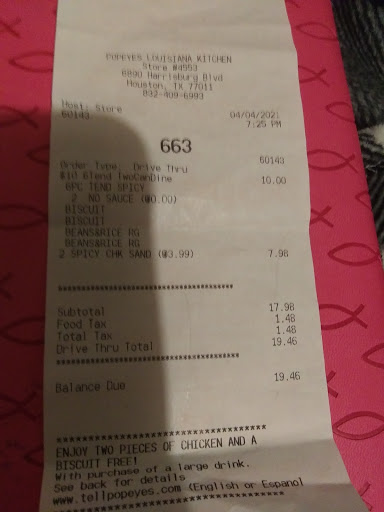 POPEYES LOUISIANA KITCHEN
Store #4553
6890 Harrisburg Blvd
Houston, TX 77011
832-409-6993
Host: Store
04/04/2021
60143
7:25 PM
663
60143
Order Type: Drive Thru
$10 Blend TwoCanDine 10.00
6PC TEND SPICY
2 NO SAUCE (@0.00)
BISCUIT
BISCUIT
BEANS&RICE RG
BEANS&RICE RG
2 SPICY CHK SAND (@3.99) 7.98
****************************************
Subtotal 17.98
Food Tax 1.48
Total Tax 1.48
Drive Thru Total 19.46
****************************************
Balance Due 19.46
****************************************
ENJOY TWO PIECES OF CHICKEN AND A
BISCUIT FREE!
With purchase of a large drink.
See back for details
www.tellpopeyes.com (English or Espanol
****************************************